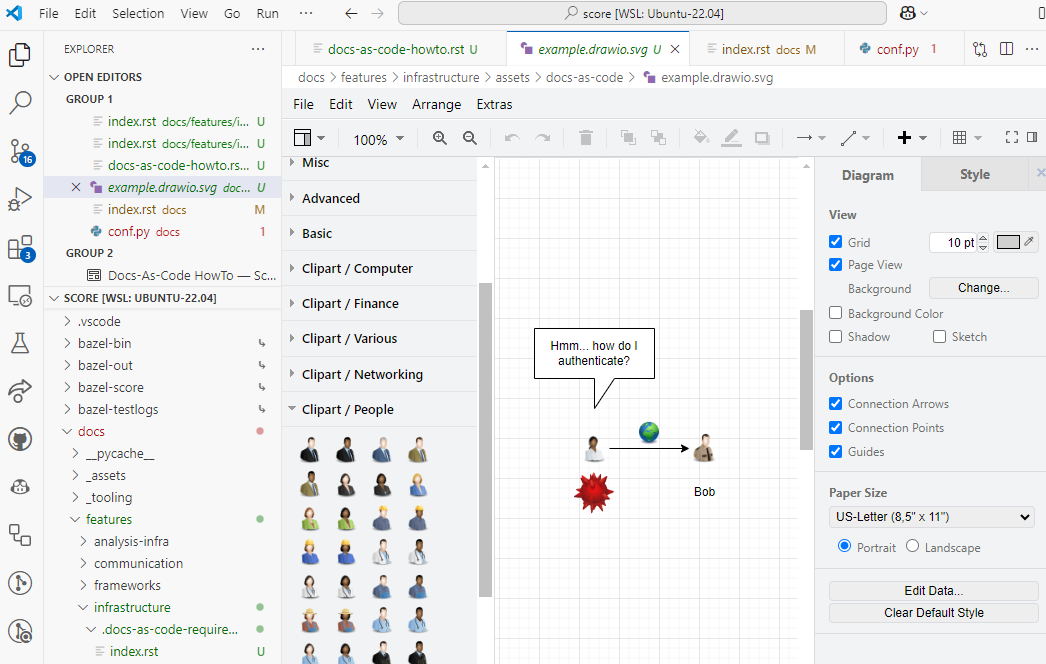 File Edit Selection View Go Run ··· score [WSL: Ubuntu-22.04]
EXPLORER ···
docs-as-code-howto.rst U example.drawio.svg U index.rst docs M conf.py 1 ···
docs > features > infrastructure > assets > docs-as-code > example.drawio.svg
OPEN EDITORS
GROUP 1
index.rst docs/features/i... U
index.rst docs/features/i... U
docs-as-code-howto.rs... U
example.drawio.svg doc... U
index.rst docs M
conf.py docs 1
GROUP 2
Docs-As-Code HowTo — Sc...
SCORE [WSL: UBUNTU-22.04]
.vscode
bazel-bin
bazel-out
bazel-score
bazel-testlogs
docs
__pycache__
_assets
_tooling
features
analysis-infra
communication
frameworks
infrastructure
.docs-as-code-require...
index.rst U
16
3
File Edit View Arrange Extras
100%
Misc
Advanced
Basic
Clipart / Computer
Clipart / Finance
Clipart / Various
Clipart / Networking
Clipart / People
Hmm... how do I
authenticate?
Bob
Diagram Style
View
Grid 10 pt
Page View
Background Change...
Background Color
Shadow Sketch
Options
Connection Arrows
Connection Points
Guides
Paper Size
US-Letter (8,5" x 11")
Portrait Landscape
Edit Data...
Clear Default Style